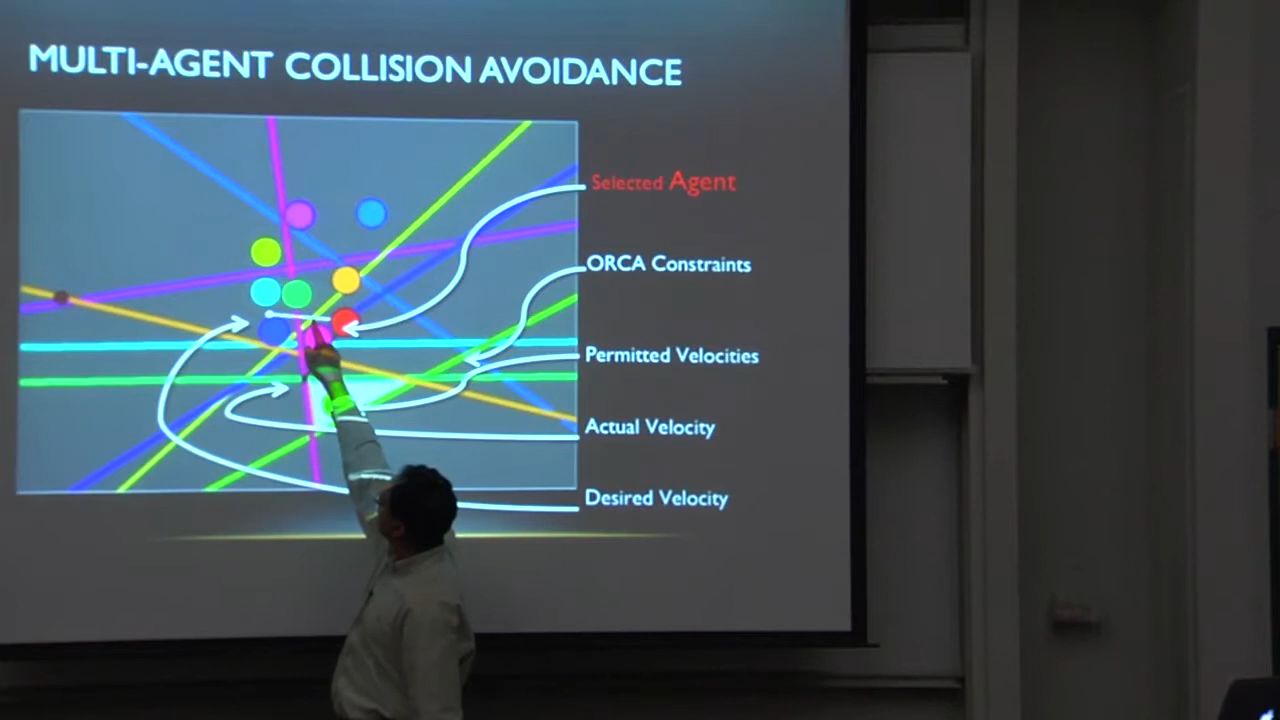 MULTI-AGENT COLLISION AVOIDANCE
Selected Agent
ORCA Constraints
Permitted Velocities
Actual Velocity
Desired Velocity